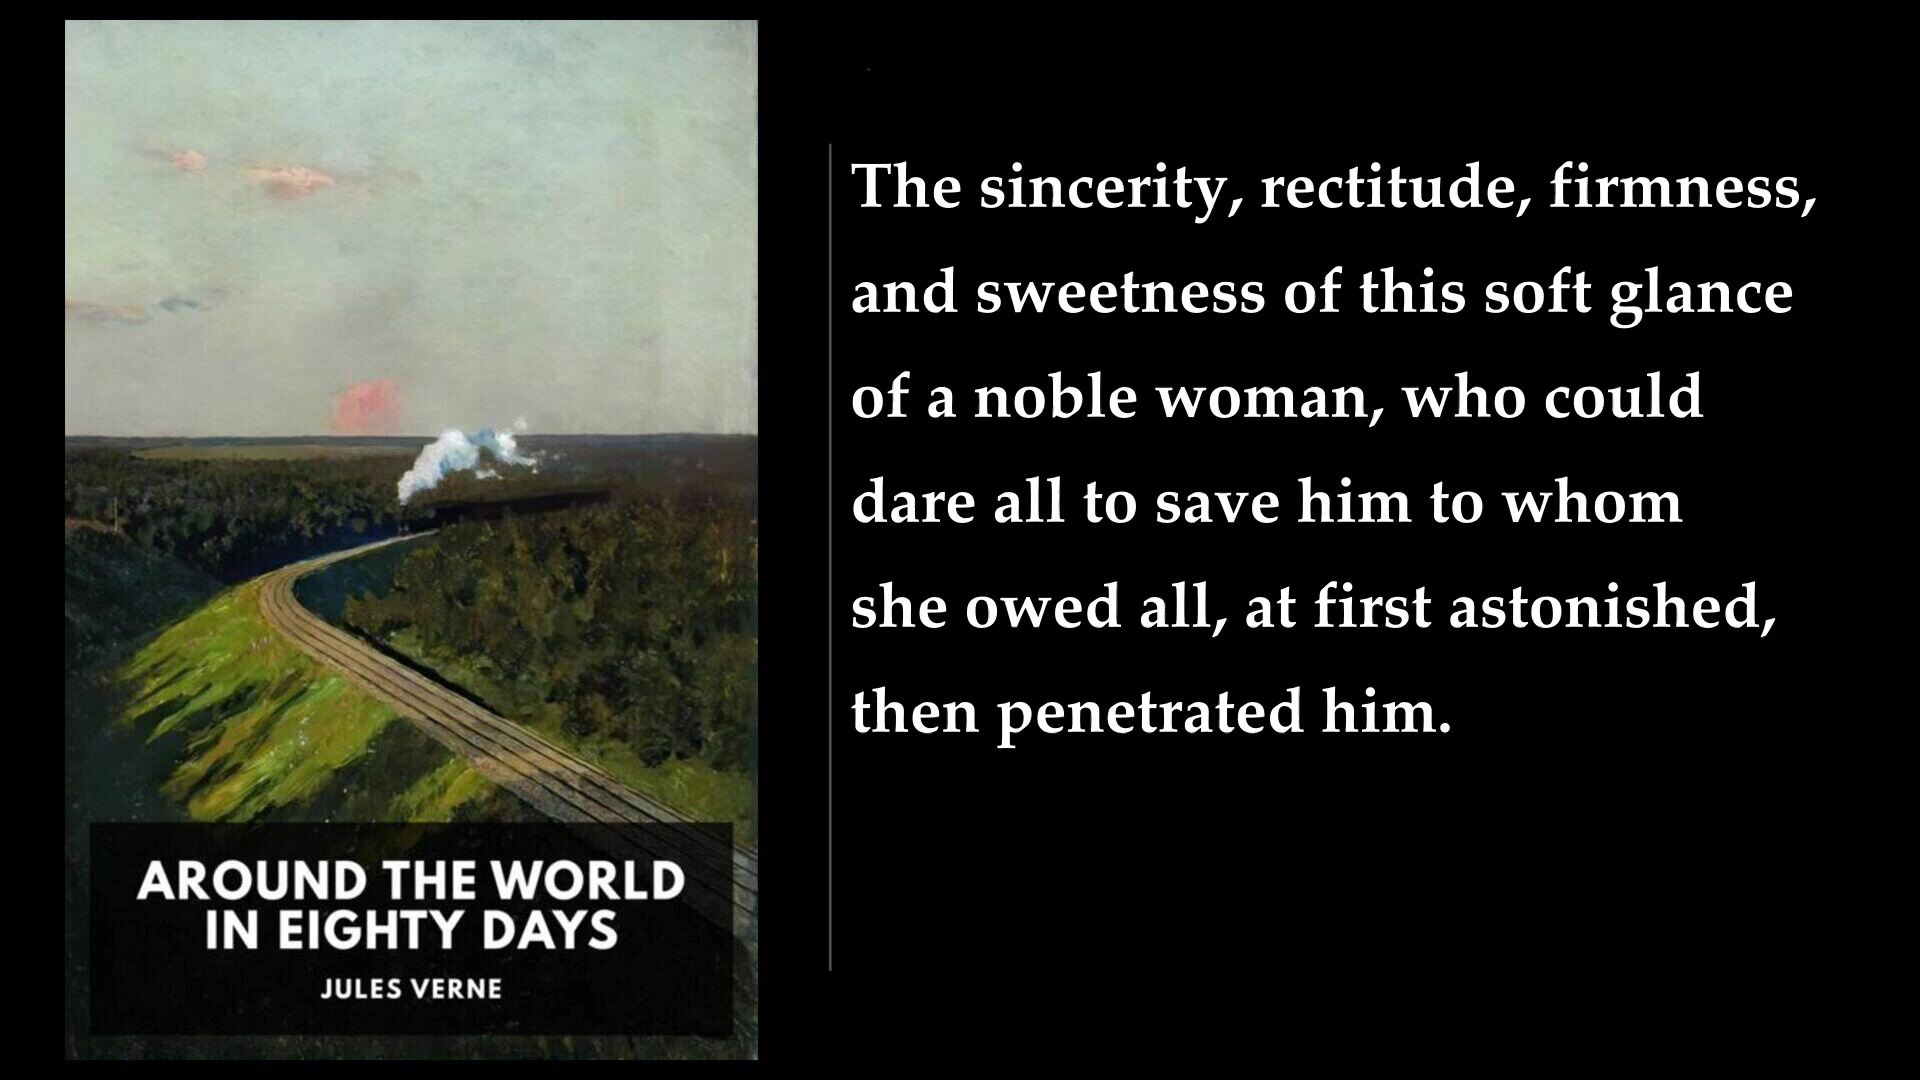 AROUND THE WORLD
IN EIGHTY DAYS
JULES VERNE
The sincerity, rectitude, firmness,
and sweetness of this soft glance
of a noble woman, who could
dare all to save him to whom
she owed all, at first astonished,
then penetrated him.